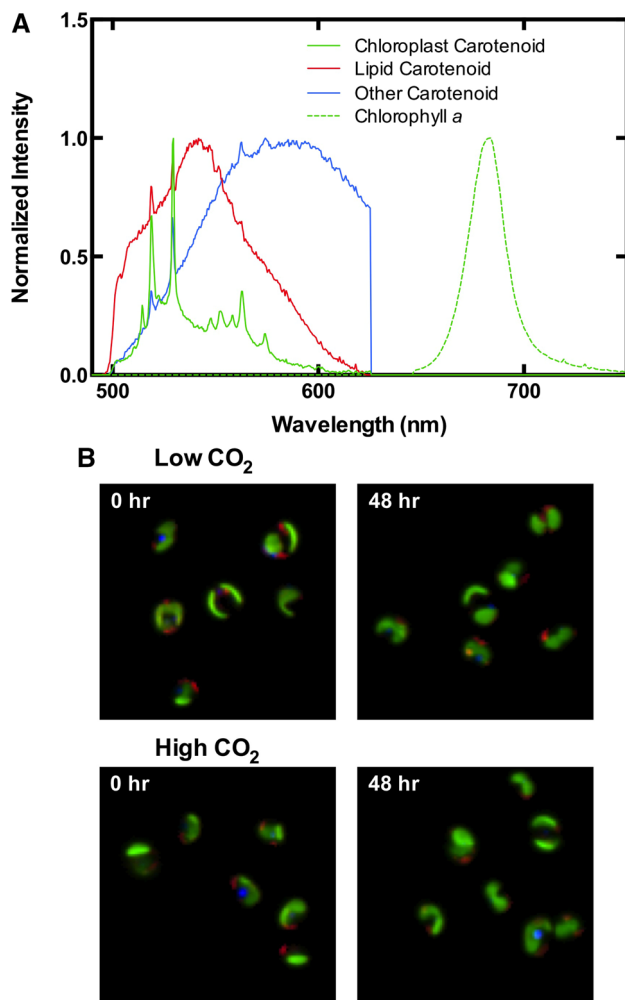 A
1.5
Chloroplast Carotenoid
Lipid Carotenoid
Other Carotenoid
Chlorophyll a
1.0
0.5
0.0
Normalized Intensity
500 600 700
Wavelength (nm)
B
Low CO2
0 hr 48 hr
High CO2
0 hr 48 hr